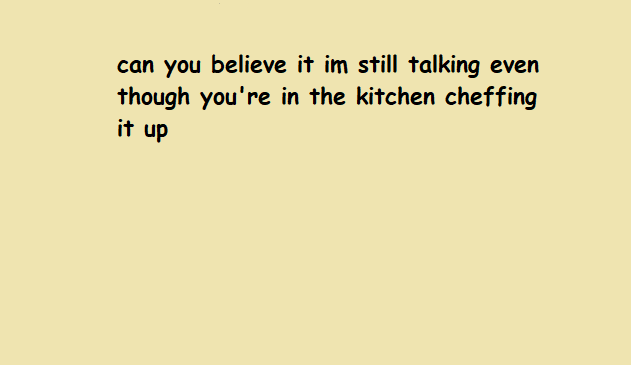 can you believe it im still talking even
though you're in the kitchen cheffing
it up